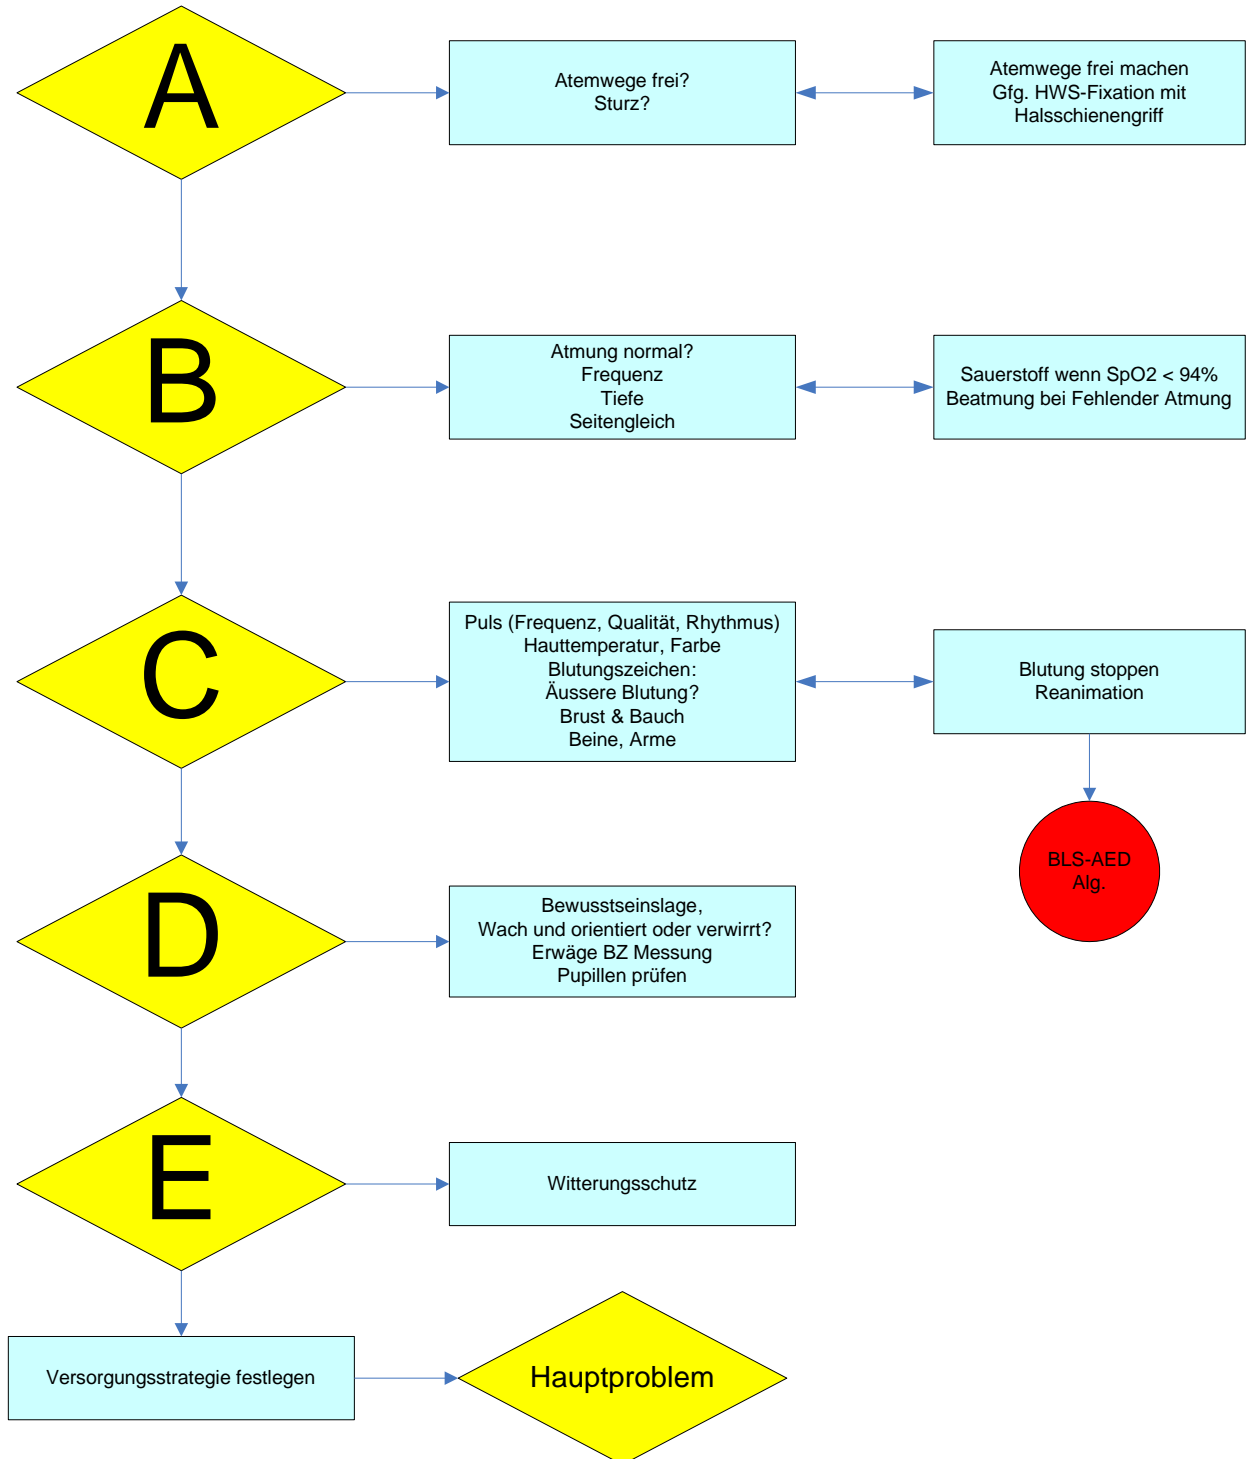 A
Atemwege frei?
Sturz?
Atemwege frei machen
Gfg. HWS-Fixation mit
Halsschienengriff
B
Atmung normal?
Frequenz
Tiefe
Seitengleich
Sauerstoff wenn SpO2 < 94%
Beatmung bei Fehlender Atmung
C
Puls (Frequenz, Qualität, Rhythmus)
Hauttemperatur, Farbe
Blutungszeichen:
Äussere Blutung?
Brust & Bauch
Beine, Arme
Blutung stoppen
Reanimation
BLS-AED
Alg.
D
Bewusstseinslage,
Wach und orientiert oder verwirrt?
Erwäge BZ Messung
Pupillen prüfen
E
Witterungsschutz
Versorgungsstrategie festlegen
Hauptproblem